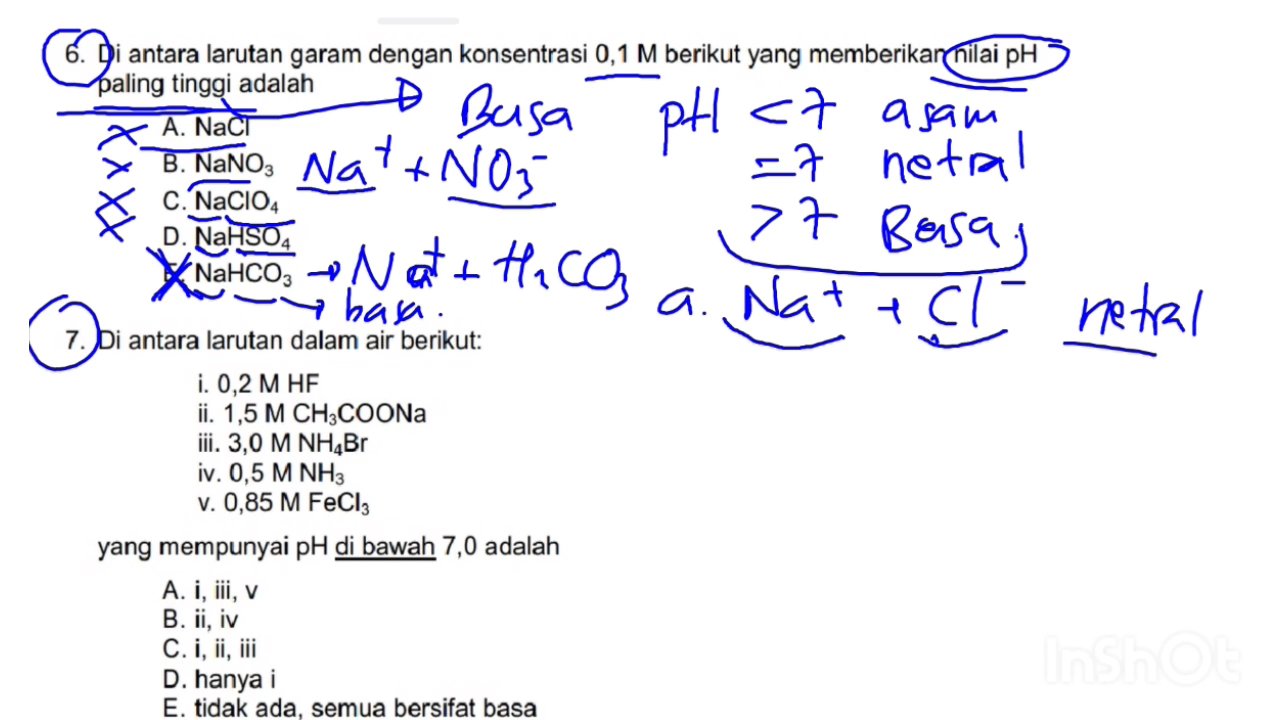 6. Di antara larutan garam dengan konsentrasi 0,1 M berikut yang memberikan nilai pH
paling tinggi adalah
Basa
pH < 7 asam
A. NaCl
= 7 netral
B. NaNO₃
Na⁺ + NO₃⁻
C. NaClO₄
> 7 Basa
D. NaHSO₄
NaHCO₃ → Na⁺ + H₂CO₃
→ basa.
a. Na⁺ + Cl⁻ netral
7. Di antara larutan dalam air berikut:
i. 0,2 M HF
ii. 1,5 M CH₃COONa
iii. 3,0 M NH₄Br
iv. 0,5 M NH₃
v. 0,85 M FeCl₃
yang mempunyai pH di bawah 7,0 adalah
A. i, iii, v
B. ii, iv
C. i, ii, iii
D. hanya i
E. tidak ada, semua bersifat basa
InShOt